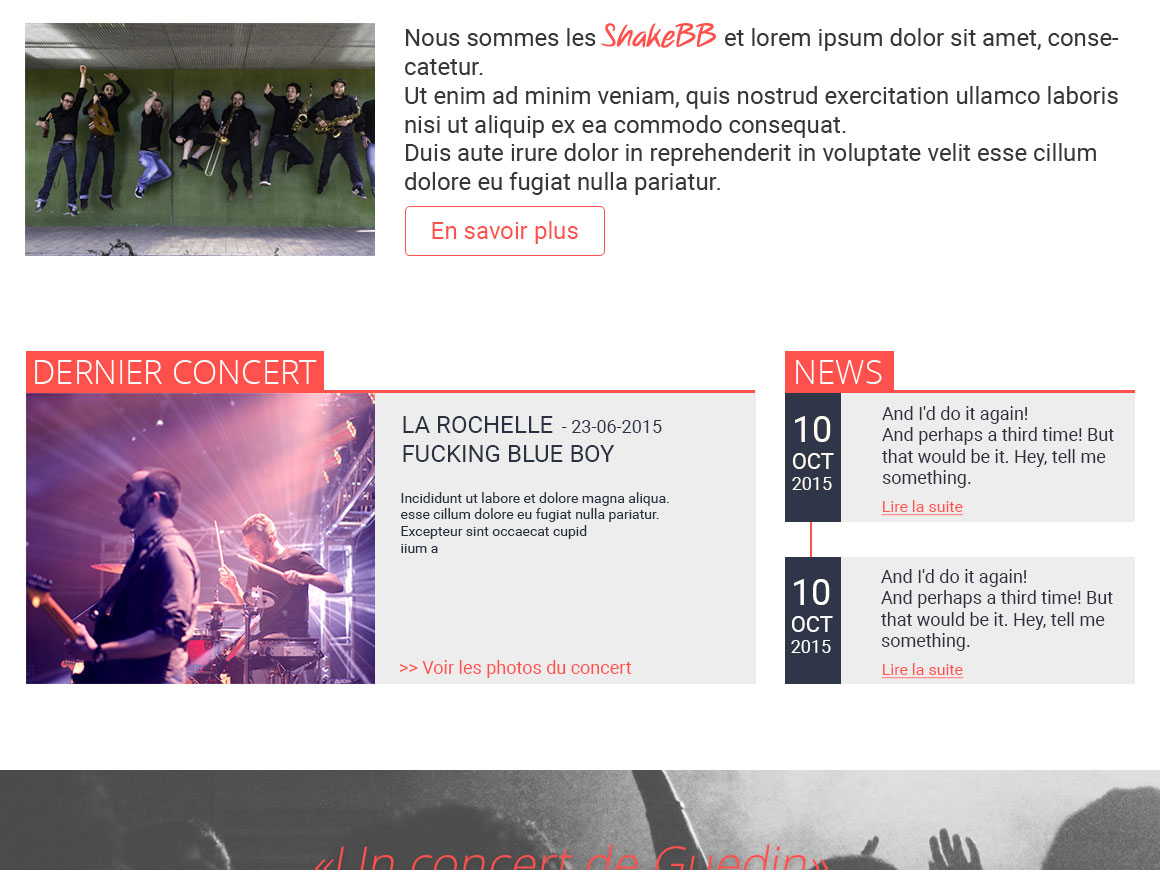 Nous sommes les ShakeBB et lorem ipsum dolor sit amet, conse-
catetur.
Ut enim ad minim veniam, quis nostrud exercitation ullamco laboris
nisi ut aliquip ex ea commodo consequat.
Duis aute irure dolor in reprehenderit in voluptate velit esse cillum
dolore eu fugiat nulla pariatur.
En savoir plus
DERNIER CONCERT
LA ROCHELLE - 23-06-2015
FUCKING BLUE BOY
Incididunt ut labore et dolore magna aliqua.
esse cillum dolore eu fugiat nulla pariatur.
Excepteur sint occaecat cupid
iium a
>> Voir les photos du concert
NEWS
10
OCT
2015
And I'd do it again!
And perhaps a third time! But
that would be it. Hey, tell me
something.
Lire la suite
10
OCT
2015
And I'd do it again!
And perhaps a third time! But
that would be it. Hey, tell me
something.
Lire la suite
«Un concert de Guedin»